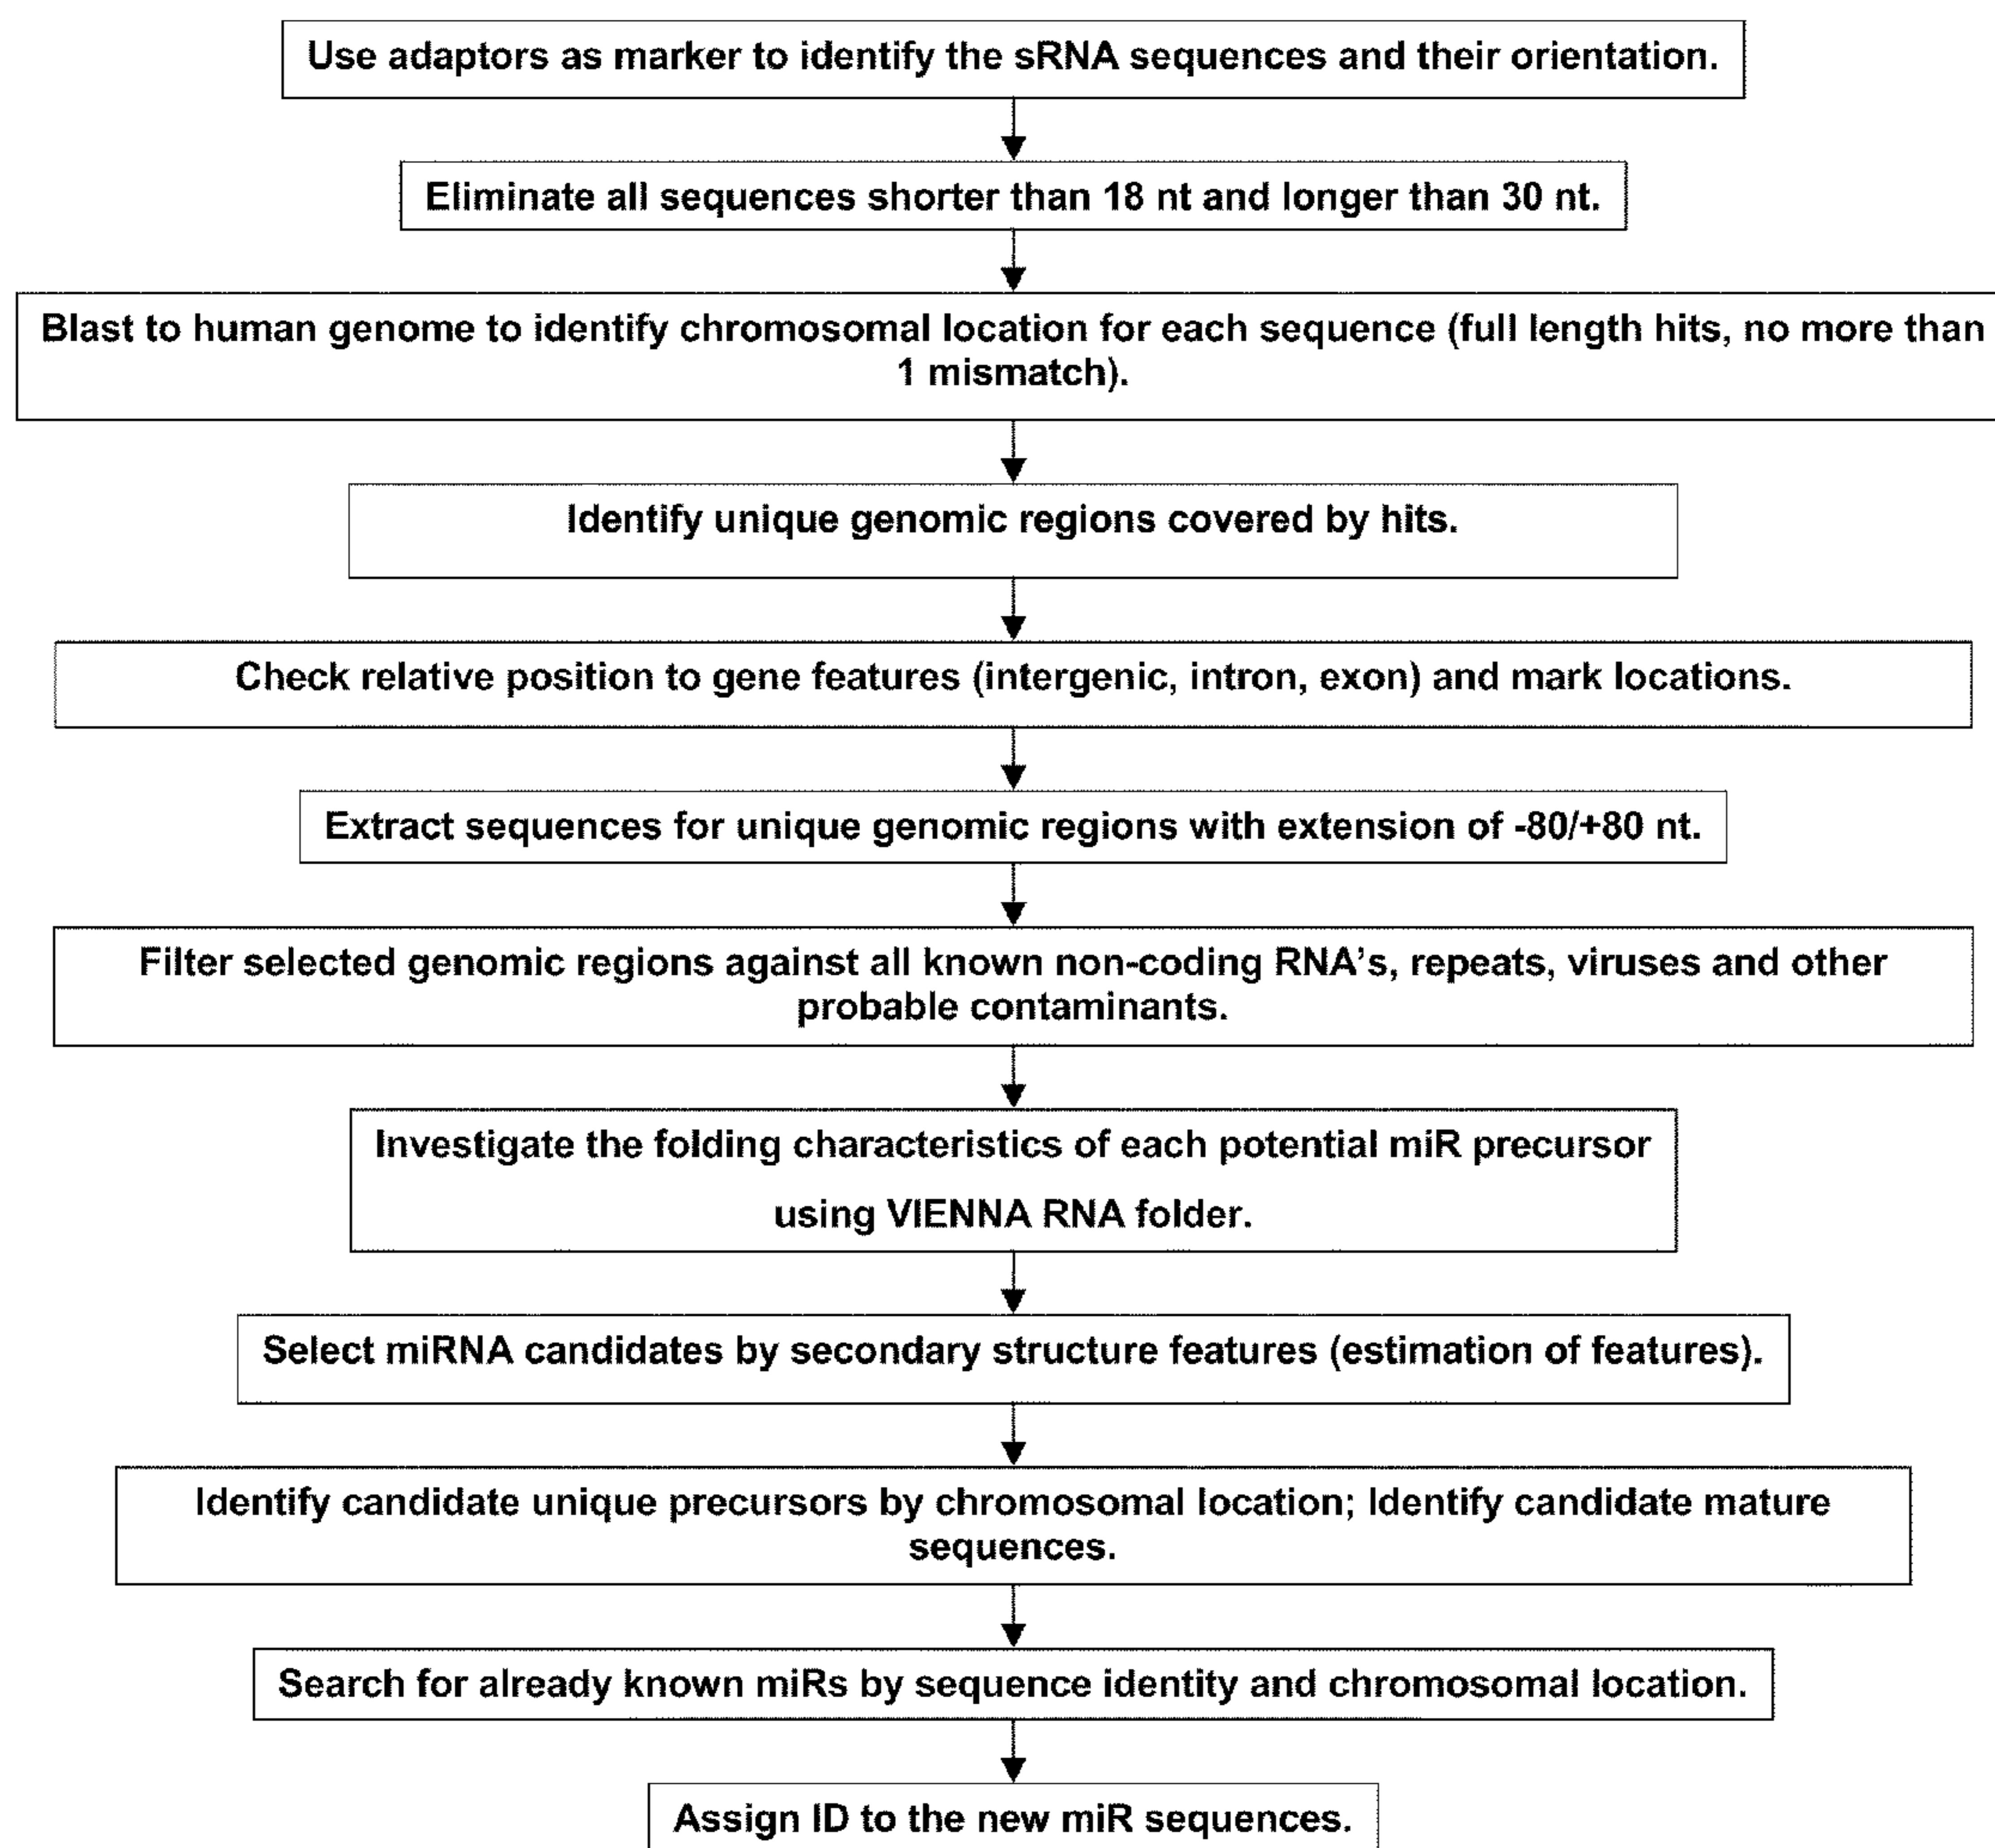 Use adaptors as marker to identify the sRNA sequences and their orientation.
Eliminate all sequences shorter than 18 nt and longer than 30 nt.
Blast to human genome to identify chromosomal location for each sequence (full length hits, no more than
1 mismatch).
Identify unique genomic regions covered by hits.
Check relative position to gene features (intergenic, intron, exon) and mark locations.
Extract sequences for unique genomic regions with extension of -80/+80 nt.
Filter selected genomic regions against all known non-coding RNA's, repeats, viruses and other
probable contaminants.
Investigate the folding characteristics of each potential miR precursor
using VIENNA RNA folder.
Select miRNA candidates by secondary structure features (estimation of features).
Identify candidate unique precursors by chromosomal location; Identify candidate mature
sequences.
Search for already known miRs by sequence identity and chromosomal location.
Assign ID to the new miR sequences.